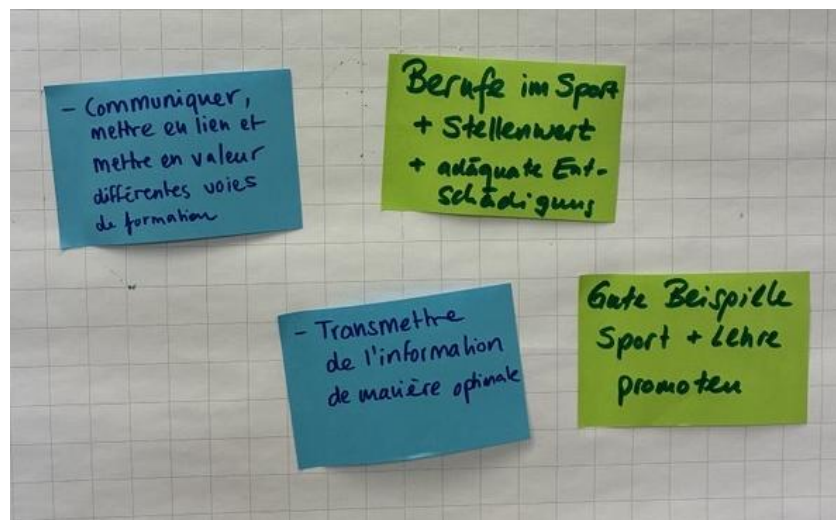 - Communiquer,
mettre en lien et
mettre en valeur
différentes voies
de formation
Berufe im Sport
+ Stellenwert
+ adäquate Ent-
schädigung
- Transmettre
de l'information
de manière optimale
Gute Beispielle
Sport + Lehre
promoten